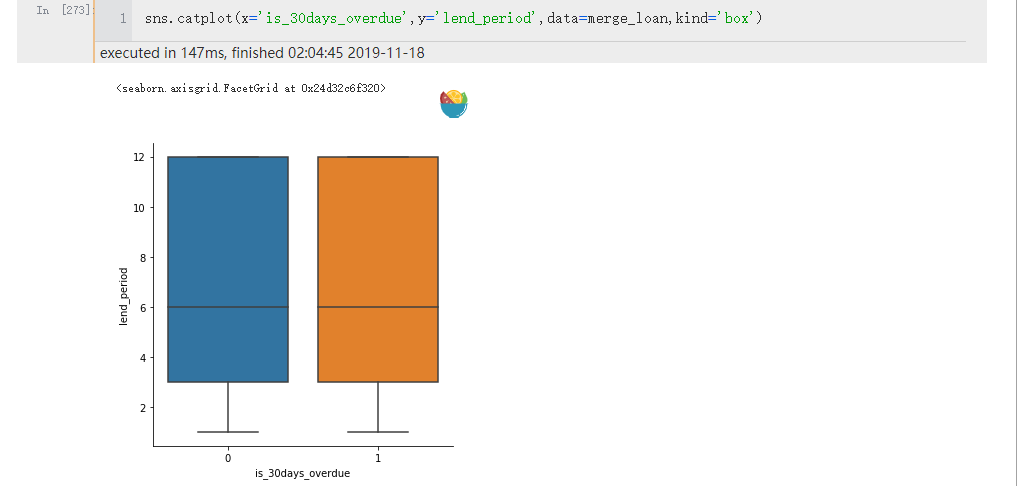 In [273]:
1 sns.catplot(x='is_30days_overdue',y='lend_period',data=merge_loan,kind='box')
executed in 147ms, finished 02:04:45 2019-11-18
<seaborn.axisgrid.FacetGrid at 0x24d32c6f320>
12
10
8
6
4
2
lend_period
0 1
is_30days_overdue